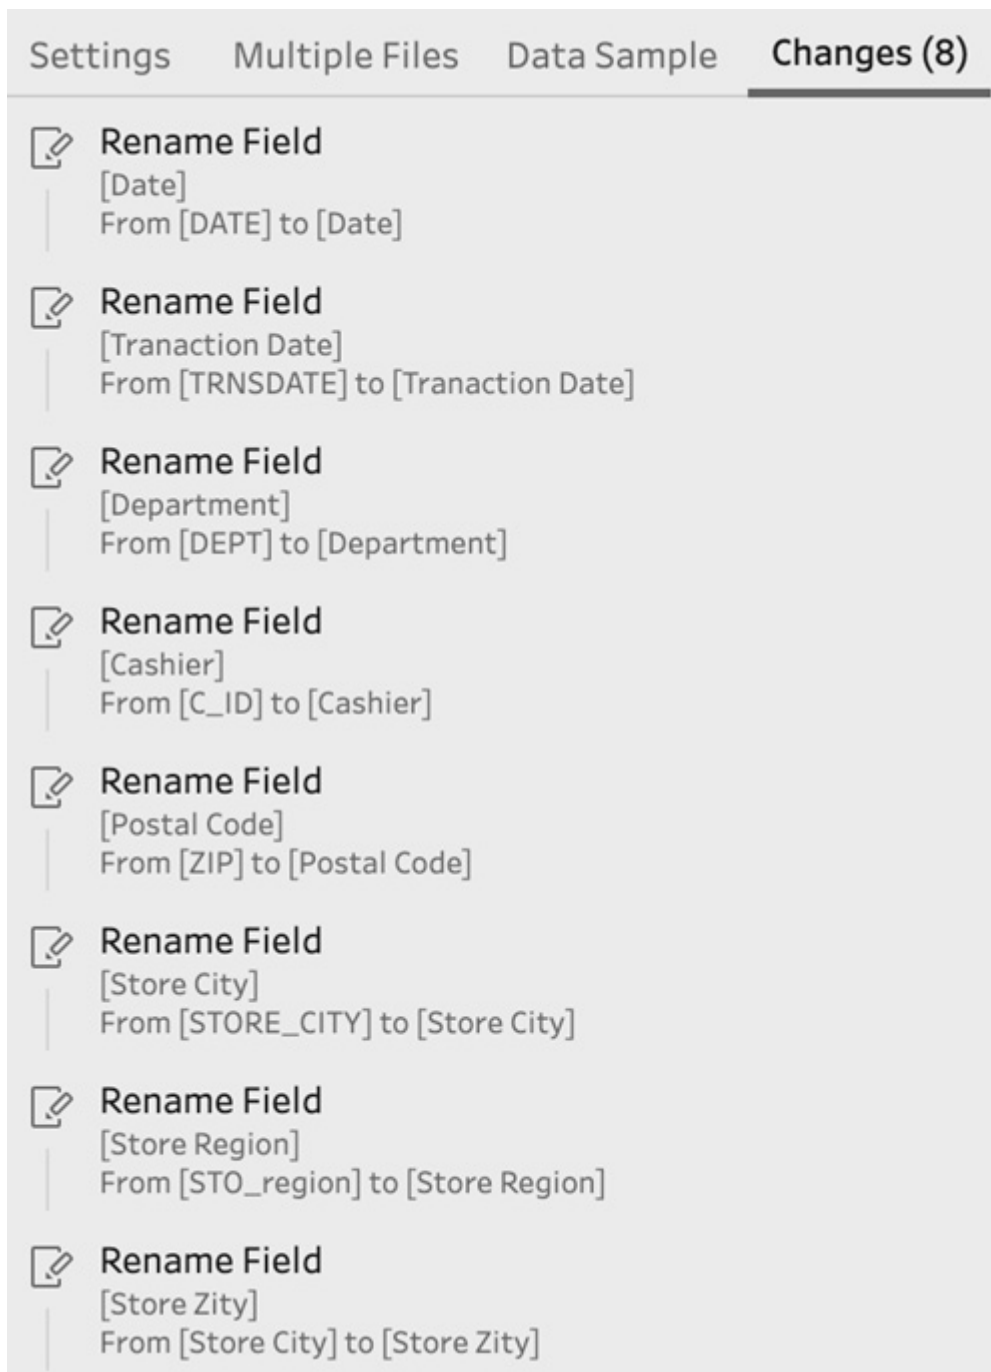 Settings Multiple Files Data Sample Changes (8)
Rename Field
[Date]
From [DATE] to [Date]
Rename Field
[Tranaction Date]
From [TRNSDATE] to [Tranaction Date]
Rename Field
[Department]
From [DEPT] to [Department]
Rename Field
[Cashier]
From [C_ID] to [Cashier]
Rename Field
[Postal Code]
From [ZIP] to [Postal Code]
Rename Field
[Store City]
From [STORE_CITY] to [Store City]
Rename Field
[Store Region]
From [STO_region] to [Store Region]
Rename Field
[Store Zity]
From [Store City] to [Store Zity]